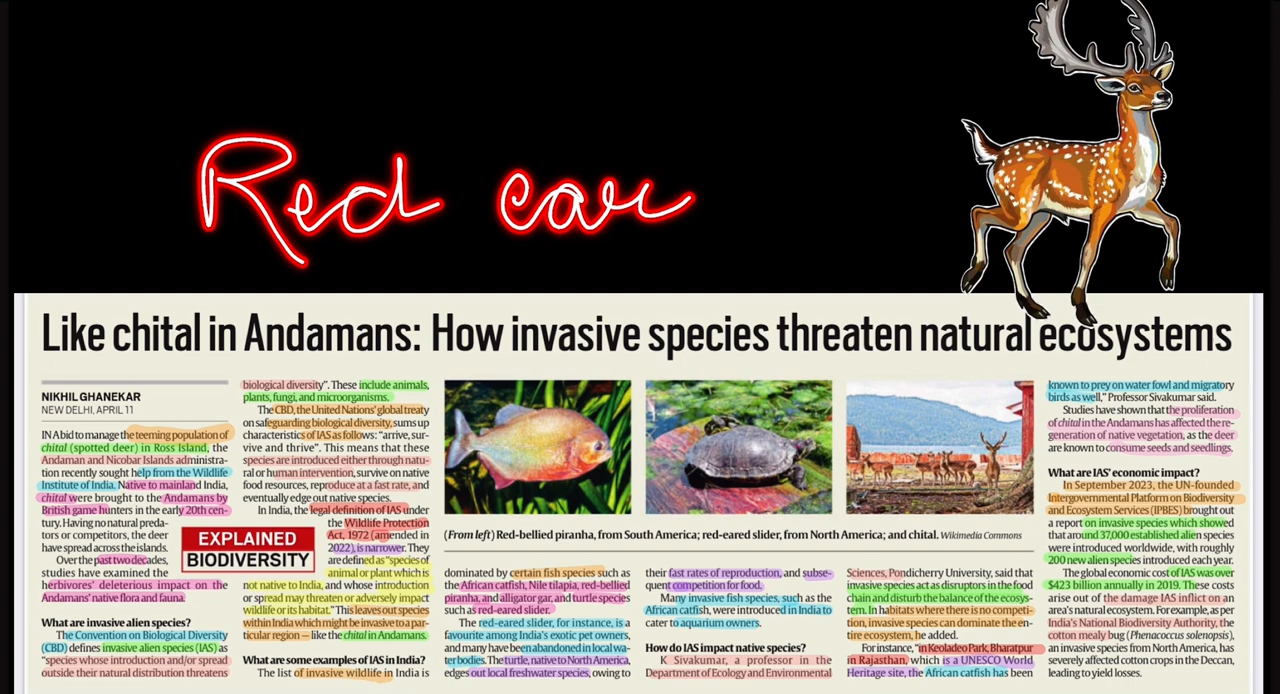 Red ear
Like chital in Andamans: How invasive species threaten natural ecosystems
NIKHIL GHANEKAR
NEW DELHI, APRIL 11
IN A bid to manage the teeming population of
chital (spotted deer) in Ross Island, the
Andaman and Nicobar Islands administra-
tion recently sought help from the Wildlife
Institute of India. Native to mainland India,
chital were brought to the Andamans by
British game hunters in the early 20th cen-
tury. Having no natural preda-
tors or competitors, the deer
have spread across the islands.
Over the past two decades,
studies have examined the
herbivores' deleterious impact on the
Andamans' native flora and fauna.
What are invasive alien species?
The Convention on Biological Diversity
(CBD) defines invasive alien species (IAS) as
"species whose introduction and/or spread
outside their natural distribution threatens
biological diversity". These include animals,
plants, fungi, and microorganisms.
The CBD, the United Nations' global treaty
on safeguarding biological diversity, sums up
characteristics of IAS as follows: "arrive, sur-
vive and thrive". This means that these
species are introduced either through natu-
ral or human intervention, survive on native
food resources, reproduce at a fast rate, and
eventually edge out native species.
In India, the legal definition of IAS under
the Wildlife Protection
Act, 1972 (amended in
2022), is narrower. They
are defined as "species of
animal or plant which is
not native to India, and whose introduction
or spread may threaten or adversely impact
wildlife or its habitat." This leaves out species
within India which might be invasive to a par-
ticular region — like the chital in Andamans.
What are some examples of IAS in India?
The list of invasive wildlife in India is
EXPLAINED
BIODIVERSITY
(From left) Red-bellied piranha, from South America; red-eared slider, from North America; and chital. Wikimedia Commons
dominated by certain fish species such as
the African catfish, Nile tilapia, red-bellied
piranha, and alligator gar, and turtle species
such as red-eared slider.
The red-eared slider, for instance, is a
favourite among India's exotic pet owners,
and many have been abandoned in local wa-
ter bodies. The turtle, native to North America,
edges out local freshwater species, owing to
their fast rates of reproduction, and subse-
quent competition for food.
Many invasive fish species, such as the
African catfish, were introduced in India to
cater to aquarium owners.
How do IAS impact native species?
K Sivakumar, a professor in the
Department of Ecology and Environmental
Sciences, Pondicherry University, said that
invasive species act as disruptors in the food
chain and disturb the balance of the ecosys-
tem. In habitats where there is no competi-
tion, invasive species can dominate the en-
tire ecosystem, he added.
For instance, "in Keoladeo Park, Bharatpur
in Rajasthan, which is a UNESCO World
Heritage site, the African catfish has been
known to prey on water fowl and migratory
birds as well," Professor Sivakumar said.
Studies have shown that the proliferation
of chital in the Andamans has affected the re-
generation of native vegetation, as the deer
are known to consume seeds and seedlings.
What are IAS' economic impact?
In September 2023, the UN-founded
Intergovernmental Platform on Biodiversity
and Ecosystem Services (IPBES) brought out
a report on invasive species which showed
that around 37,000 established alien species
were introduced worldwide, with roughly
200 new alien species introduced each year.
The global economic cost of IAS was over
$423 billion annually in 2019. These costs
arise out of the damage IAS inflict on an
area's natural ecosystem. For example, as per
India's National Biodiversity Authority, the
cotton mealy bug (Phenacoccus solenopsis),
an invasive species from North America, has
severely affected cotton crops in the Deccan,
leading to yield losses.